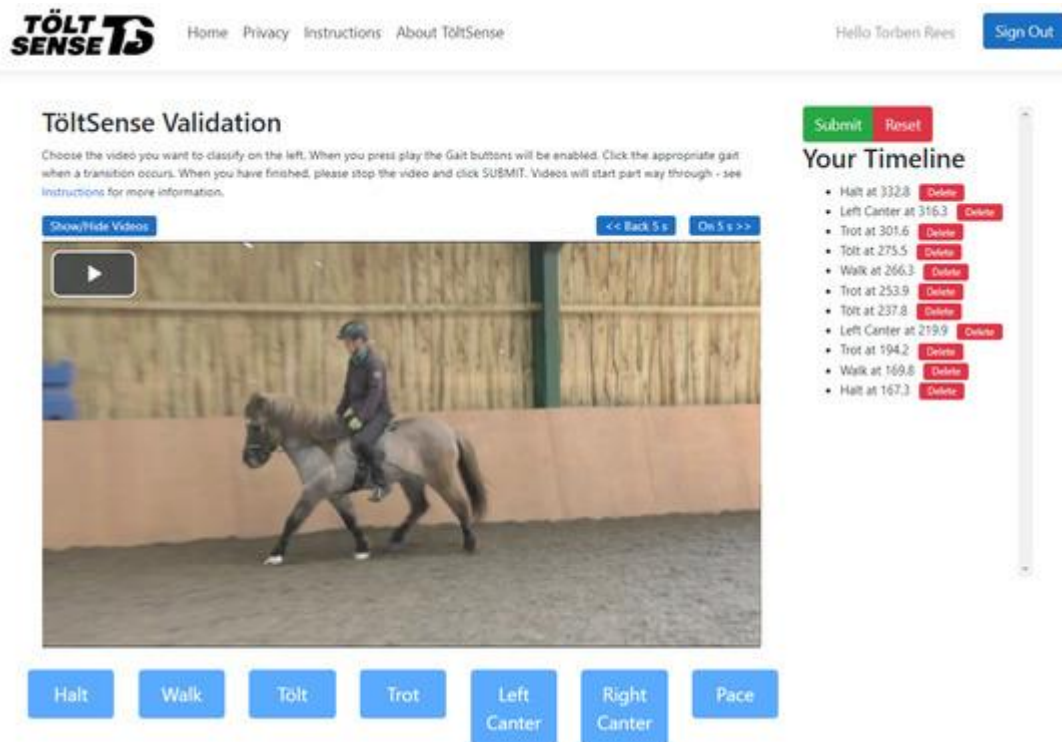 TÖLT
SENSE TS
Home Privacy Instructions About TöltSense
Hello Torben Rees
Sign Out
TöltSense Validation
Choose the video you want to classify on the left. When you press play the Gait buttons will be enabled. Click the appropriate gait
when a transition occurs. When you have finished, please stop the video and click SUBMIT. Videos will start part way through - see
Instructions for more information.
Show/Hide Videos
<< Back 5 s
On 5 s >>
Submit
Reset
Your Timeline
Halt at 332.8 Delete
Left Canter at 316.3 Delete
Trot at 301.6 Delete
Tölt at 275.5 Delete
Walk at 266.3 Delete
Trot at 253.9 Delete
Tölt at 237.8 Delete
Left Canter at 219.9 Delete
Trot at 194.2 Delete
Walk at 169.8 Delete
Halt at 167.3 Delete
Halt
Walk
Tölt
Trot
Left
Canter
Right
Canter
Pace